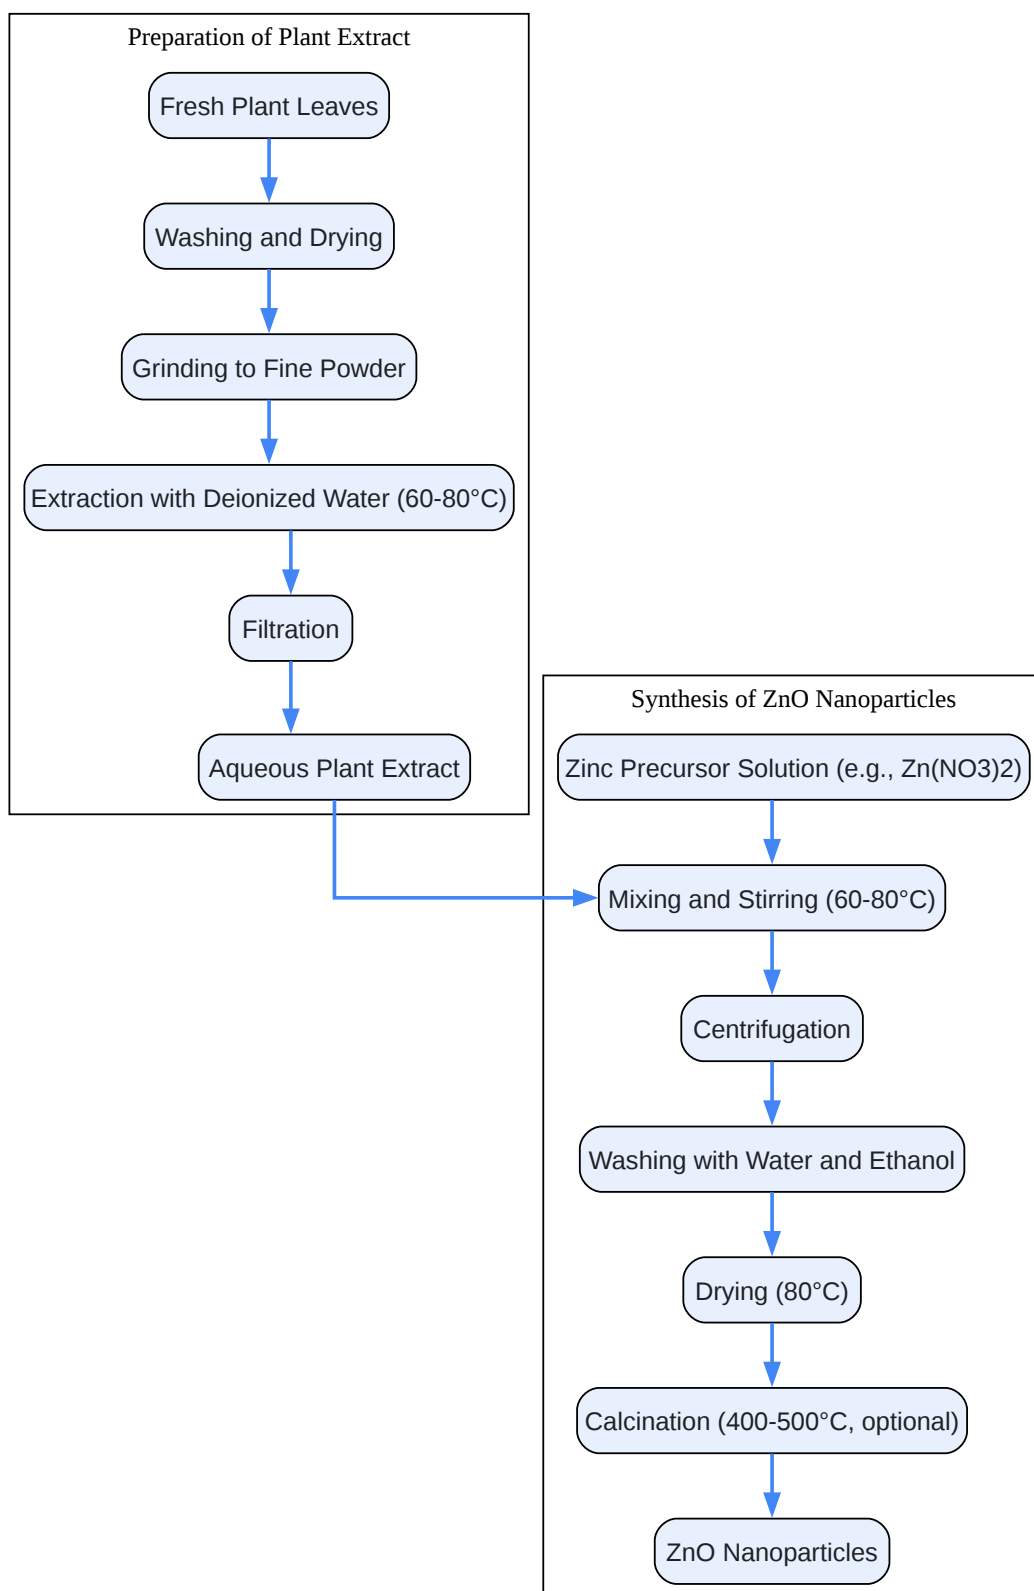 Preparation of Plant Extract
Fresh Plant Leaves
Washing and Drying
Grinding to Fine Powder
Extraction with Deionized Water (60-80°C)
Filtration
Aqueous Plant Extract
Synthesis of ZnO Nanoparticles
Zinc Precursor Solution (e.g., Zn(NO3)2)
Mixing and Stirring (60-80°C)
Centrifugation
Washing with Water and Ethanol
Drying (80°C)
Calcination (400-500°C, optional)
ZnO Nanoparticles